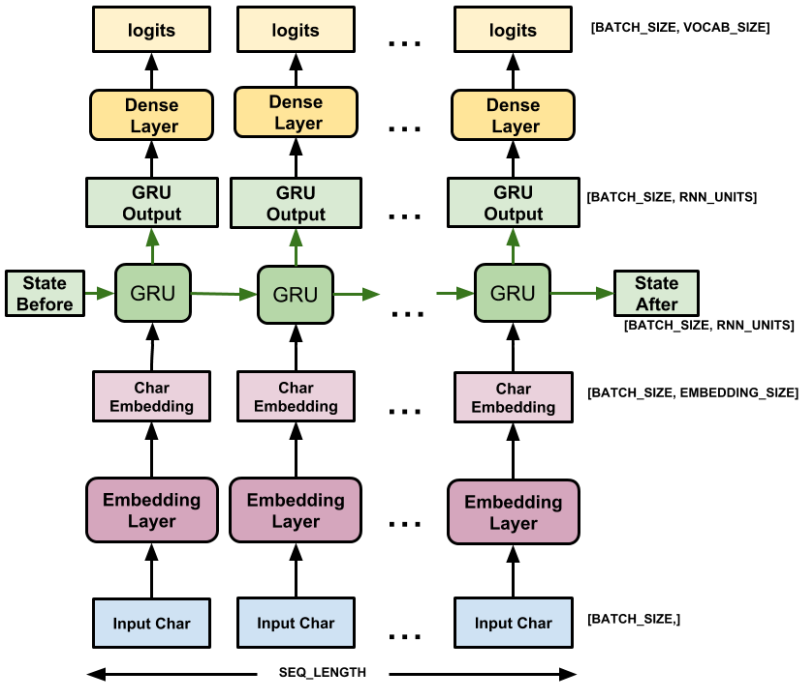 logits logits ... logits [BATCH_SIZE, VOCAB_SIZE]
Dense Dense ... Dense
Layer Layer Layer
GRU GRU ... GRU [BATCH_SIZE, RNN_UNITS]
Output Output Output
State GRU GRU ... GRU State
Before After
[BATCH_SIZE, RNN_UNITS]
Char Char ... Char [BATCH_SIZE, EMBEDDING_SIZE]
Embedding Embedding Embedding
Embedding Embedding ... Embedding
Layer Layer Layer
Input Char Input Char ... Input Char [BATCH_SIZE,]
SEQ_LENGTH